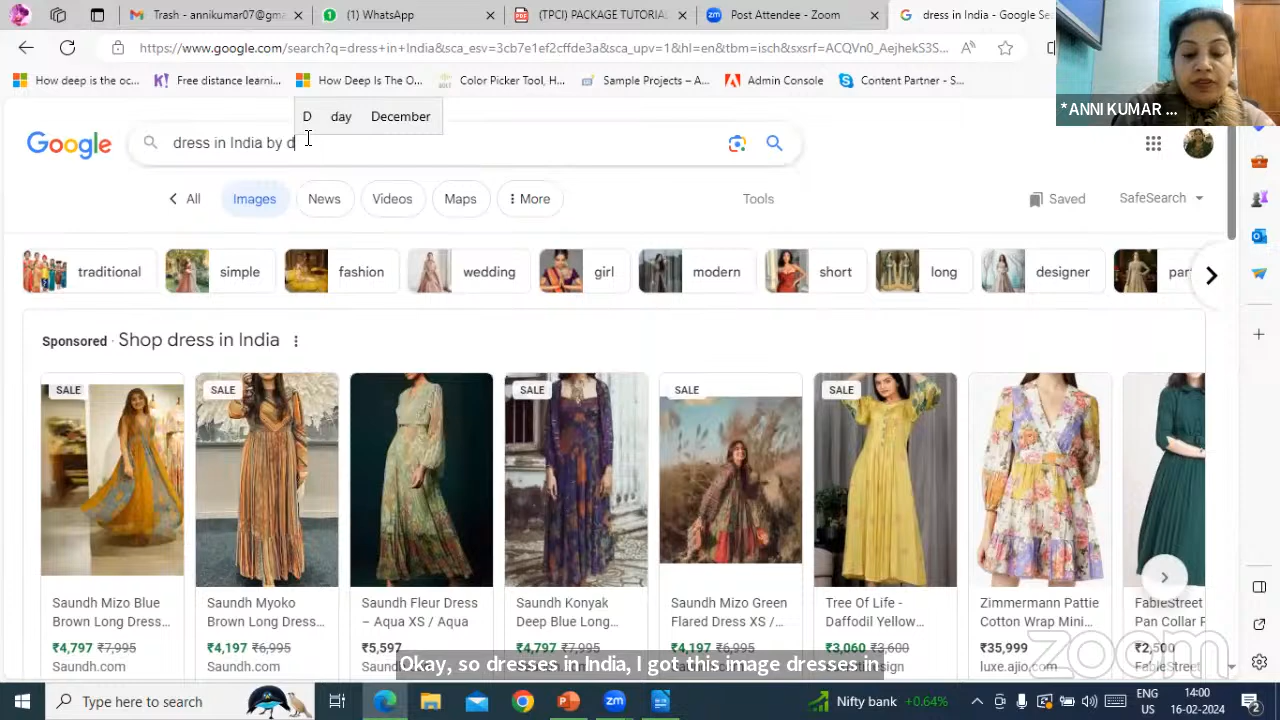 Trash - anikumar07@gma
(1) WhatsApp
(TPCI) PACKAGE TUTORIA
Post Attendee - Zoom
dress in India - Google Se
https://www.google.com/search?q=dress+in+India&sca_esv=3cb7e1ef2cffde3a&sca_upv=1&hl=en&tbm=isch&sxsrf=ACQVn0_AejhekS3S...
How deep is the oc...
Free distance learni...
How Deep Is The O...
Color Picker Tool, H...
Sample Projects – A...
Admin Console
Content Partner - S...
*ANNI KUMAR ...
D day December
Google
dress in India by d
All
Images
News
Videos
Maps
More
Tools
Saved
SafeSearch
traditional
simple
fashion
wedding
girl
modern
short
long
designer
par
Sponsored · Shop dress in India
SALE
SALE
SALE
SALE
SALE
Saundh Mizo Blue
Brown Long Dress...
₹4,797 ₹7,995
Saundh.com
Saundh Myoko
Brown Long Dress...
₹4,197 ₹6,995
Saundh.com
Saundh Fleur Dress
– Aqua XS / Aqua
₹5,597
Saundh Konyak
Deep Blue Long...
₹4,797 ₹7,995
Saundh Mizo Green
Flared Dress XS /...
₹4,197 ₹6,995
Tree Of Life -
Daffodil Yellow...
₹3,060 ₹3,600
Zimmermann Pattie
Cotton Wrap Mini...
₹35,999
luxe.ajio.com
FableStreet
Pan Collar F
₹2,500
FableStreet
Okay, so dresses in India, I got this image dresses in
zoom
Type here to search
Nifty bank +0.64%
ENG
US
14:00
16-02-2024
2